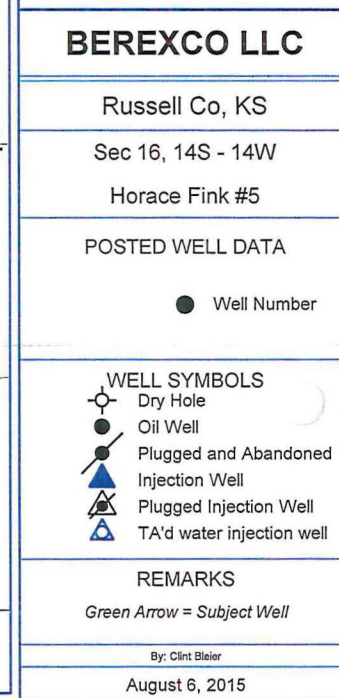 BEREXCO LLC
Russell Co, KS
Sec 16, 14S - 14W
Horace Fink #5
POSTED WELL DATA
Well Number
WELL SYMBOLS
Dry Hole
Oil Well
Plugged and Abandoned
Injection Well
Plugged Injection Well
TA'd water injection well
REMARKS
Green Arrow = Subject Well
By: Clint Bleier
August 6, 2015